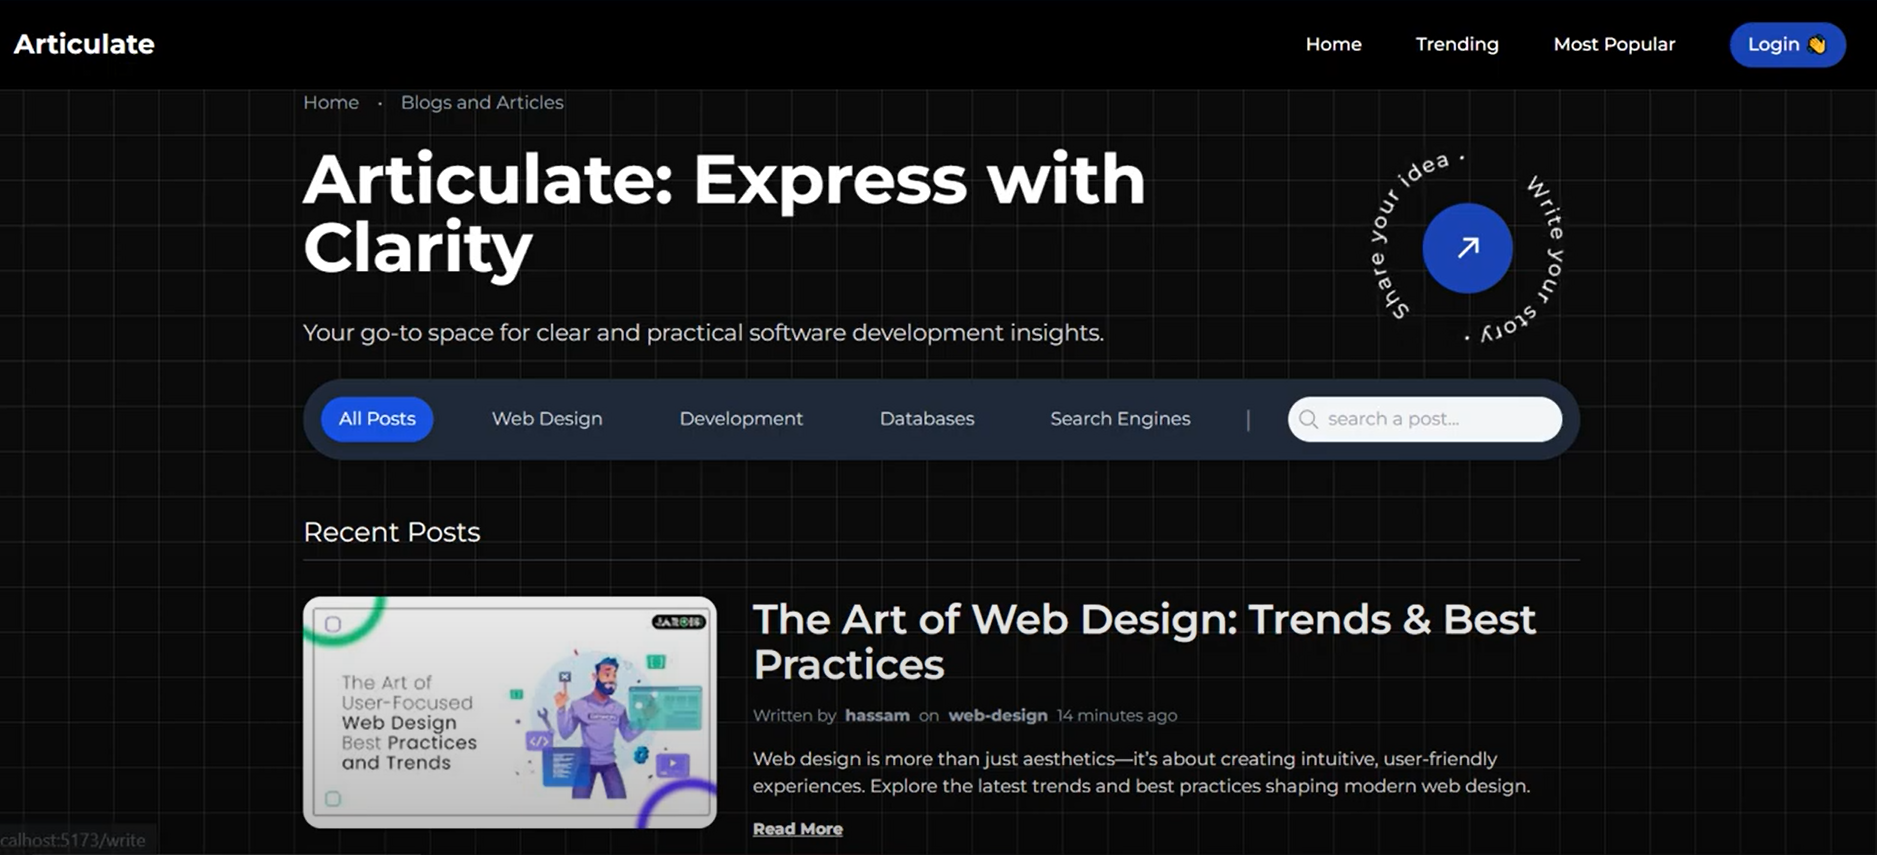 Articulate
Home
Trending
Most Popular
Login 👋
Home · Blogs and Articles
Articulate: Express with
Clarity
Write your story · Share your idea ·
Your go-to space for clear and practical software development insights.
All Posts
Web Design
Development
Databases
Search Engines
|
search a post...
Recent Posts
The Art of
User-Focused
Web Design
Best Practices
and Trends
</>
The Art of Web Design: Trends & Best
Practices
Written by hassam on web-design 14 minutes ago
Web design is more than just aesthetics—it's about creating intuitive, user-friendly
experiences. Explore the latest trends and best practices shaping modern web design.
Read More
calhost:5173/write